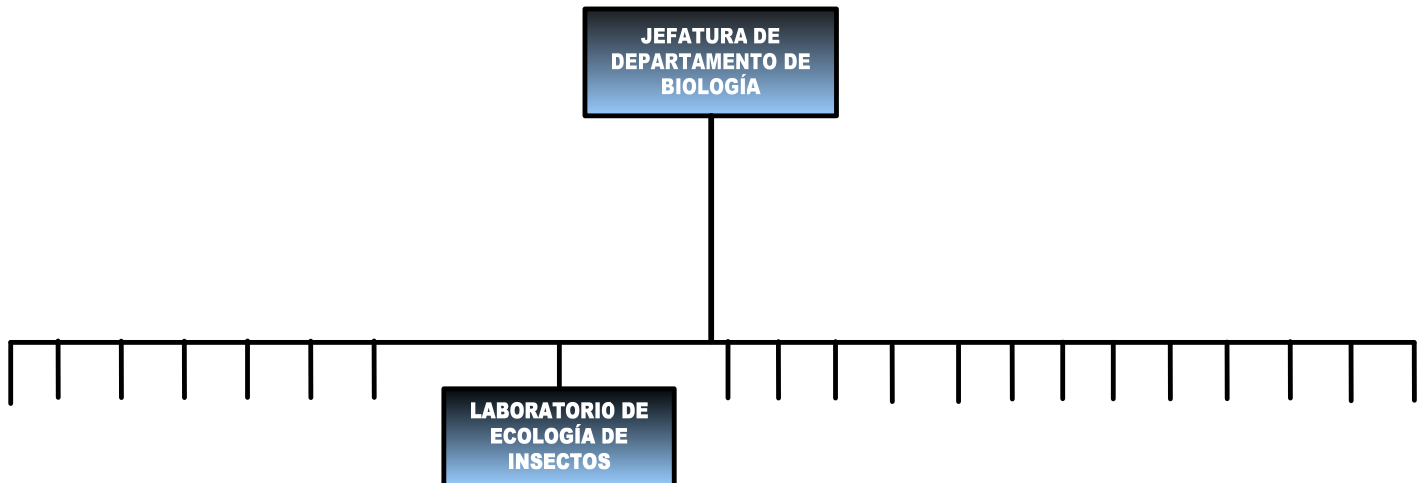 JEFATURA DE
DEPARTAMENTO DE
BIOLOGÍA
LABORATORIO DE
ECOLOGÍA DE
INSECTOS